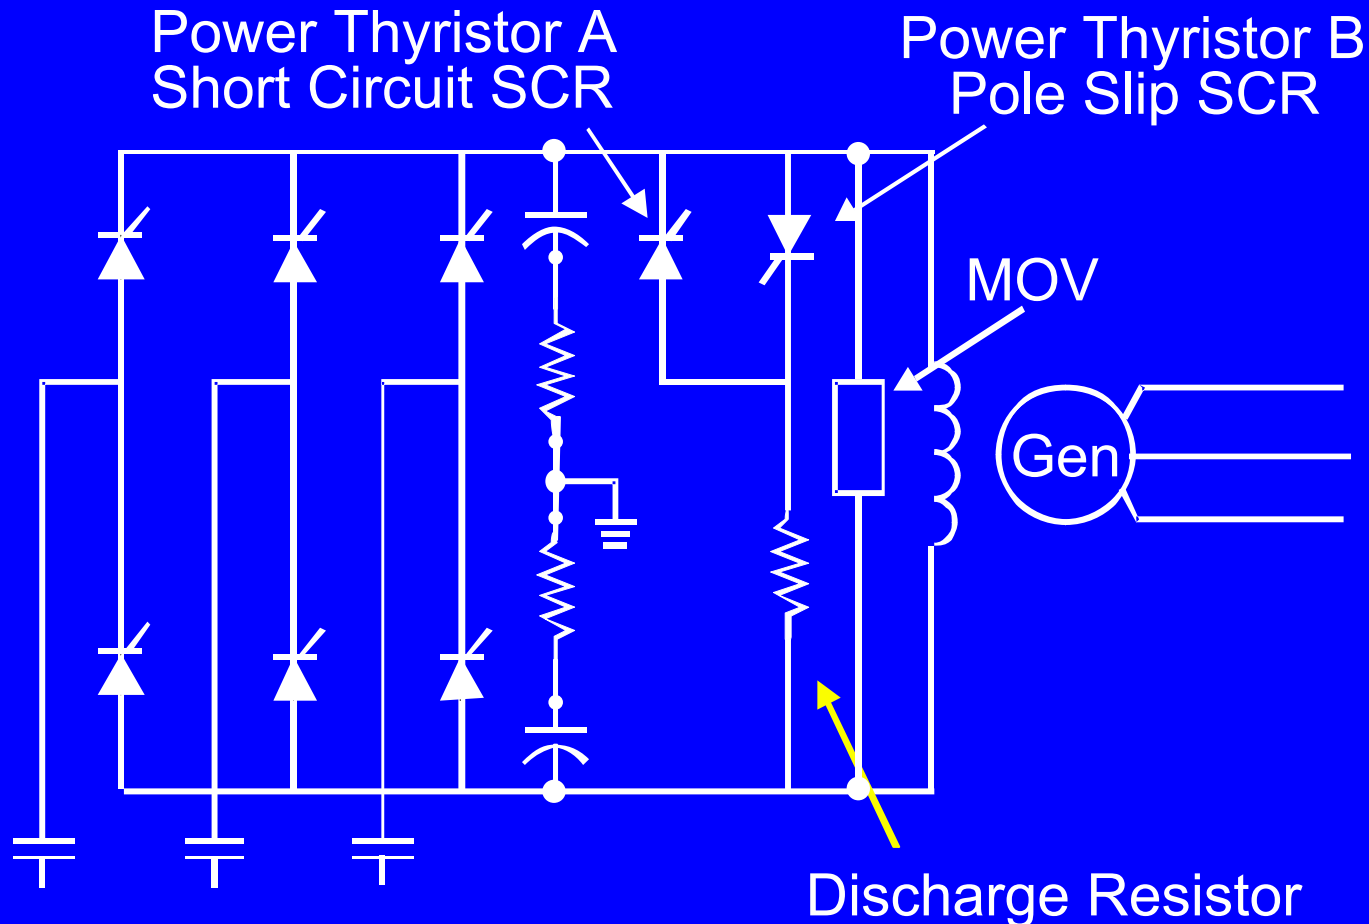 Power Thyristor A
Short Circuit SCR
Power Thyristor B
Pole Slip SCR
MOV
Gen
Discharge Resistor